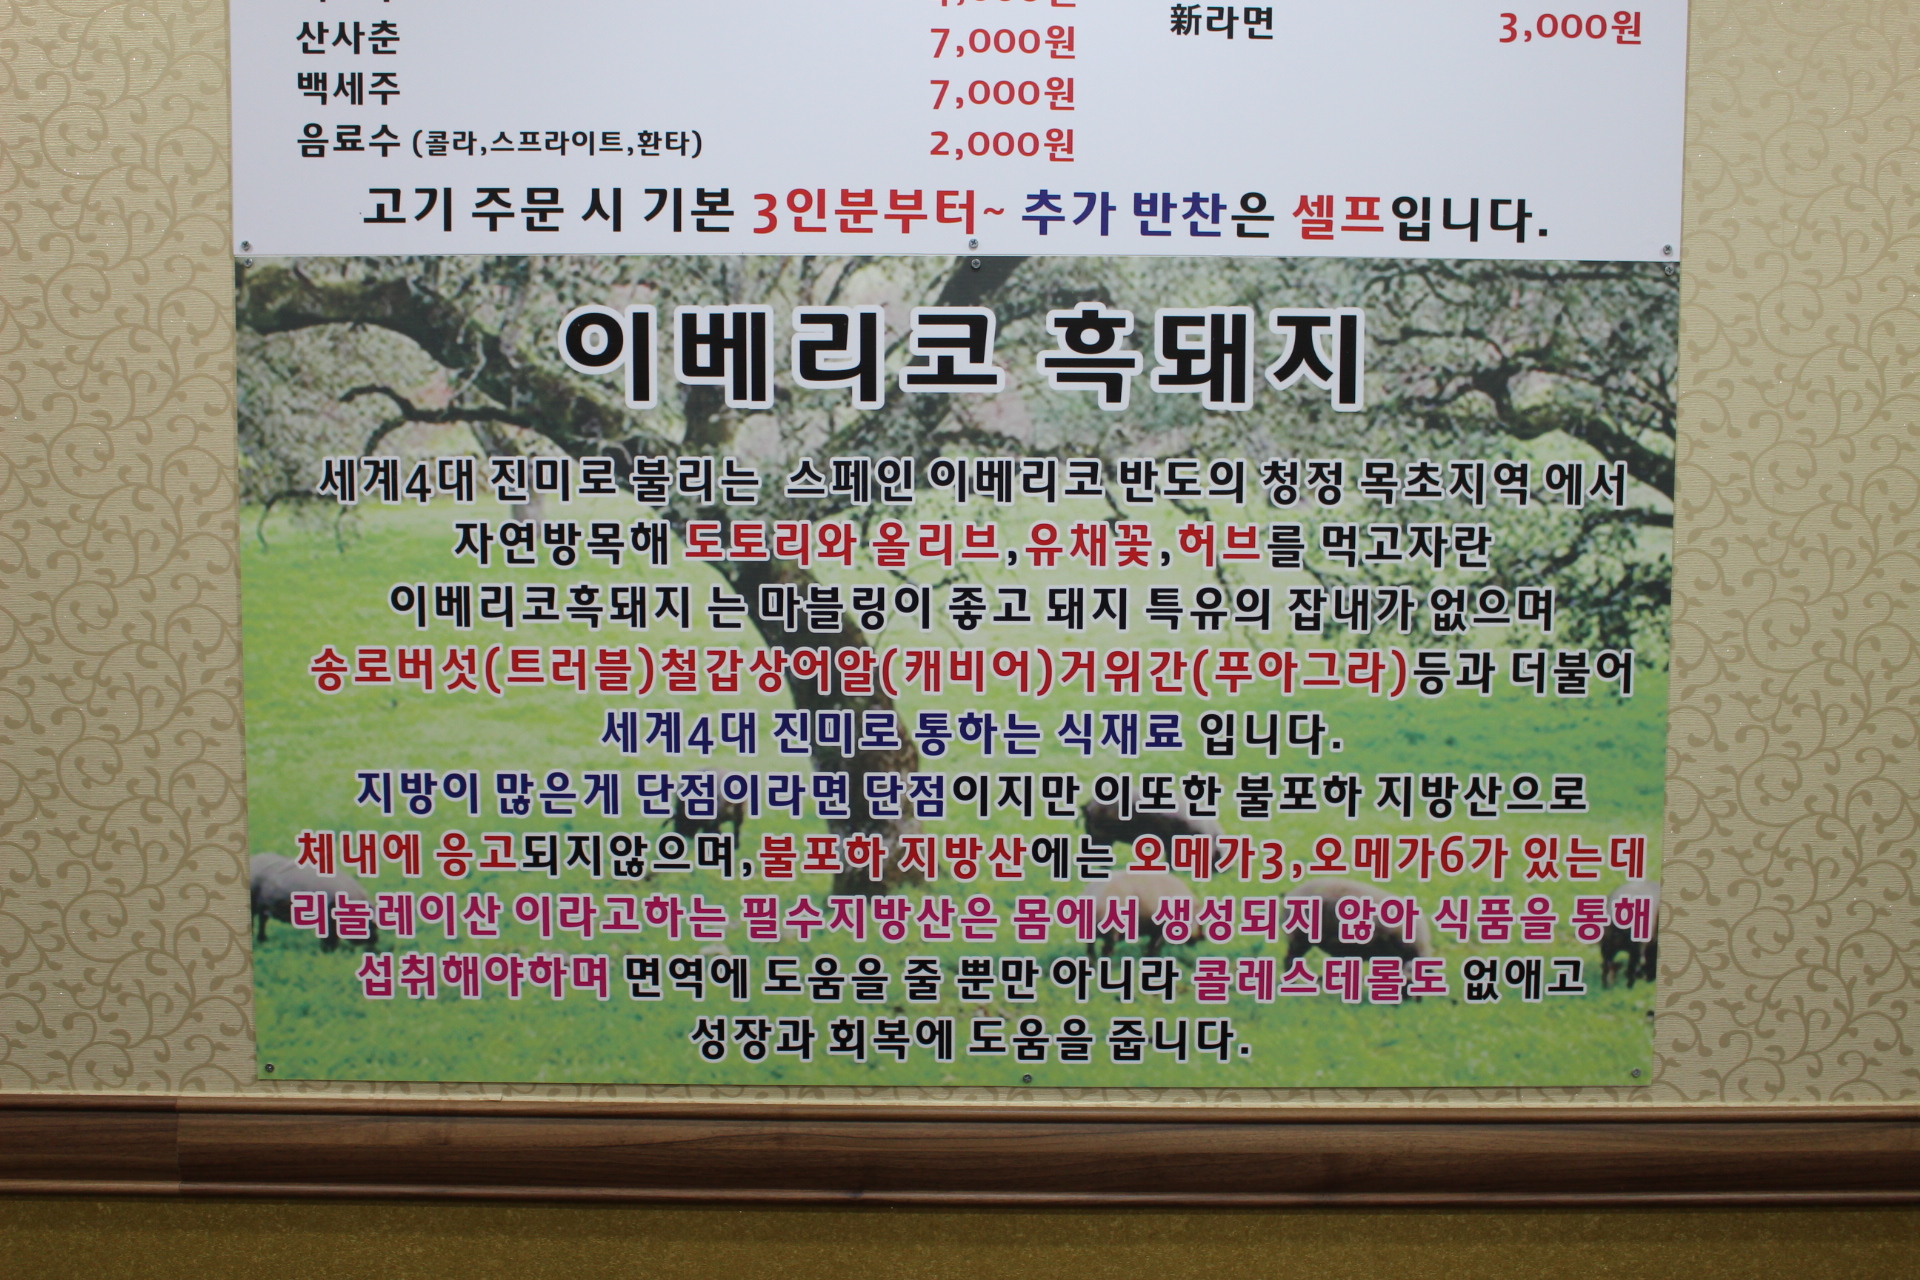 산사춘 7,000원
新라면 3,000원
백세주 7,000원
음료수 (콜라,스프라이트,환타) 2,000원
고기 주문 시 기본 3인분부터~ 추가 반찬은 셀프입니다.
이베리코 흑돼지
세계4대 진미로 불리는 스페인 이베리코 반도의 청정 목초지역 에서
자연방목해 도토리와 올리브,유채꽃,허브를 먹고자란
이베리코흑돼지 는 마블링이 좋고 돼지 특유의 잡내가 없으며
송로버섯(트러블)철갑상어알(캐비어)거위간(푸아그라)등과 더불어
세계4대 진미로 통하는 식재료 입니다.
지방이 많은게 단점이라면 단점이지만 이또한 불포하 지방산으로
체내에 응고되지않으며,불포하 지방산에는 오메가3,오메가6가 있는데
리놀레이산 이라고하는 필수지방산은 몸에서 생성되지 않아 식품을 통해
섭취해야하며 면역에 도움을 줄 뿐만 아니라 콜레스테롤도 없애고
성장과 회복에 도움을 줍니다.